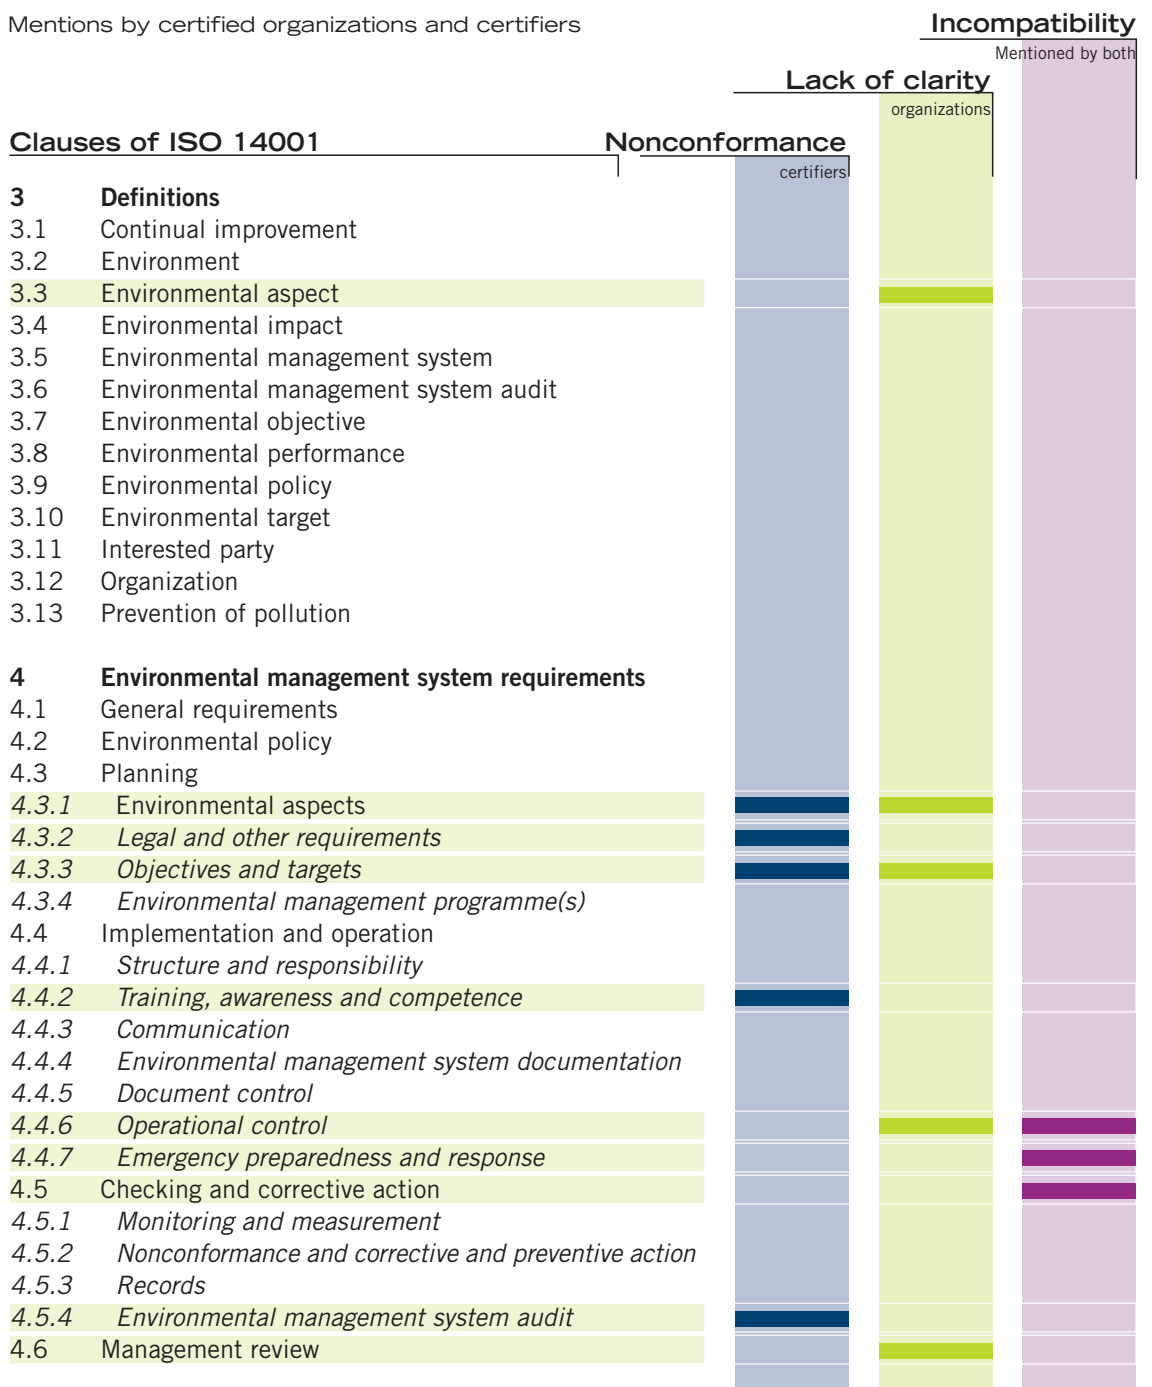 Mentions by certified organizations and certifiers
Incompatibility
Mentioned by both
Lack of clarity
organizations
Clauses of ISO 14001
Nonconformance
certifiers
3 Definitions
3.1 Continual improvement
3.2 Environment
3.3 Environmental aspect
3.4 Environmental impact
3.5 Environmental management system
3.6 Environmental management system audit
3.7 Environmental objective
3.8 Environmental performance
3.9 Environmental policy
3.10 Environmental target
3.11 Interested party
3.12 Organization
3.13 Prevention of pollution
4 Environmental management system requirements
4.1 General requirements
4.2 Environmental policy
4.3 Planning
4.3.1 Environmental aspects
4.3.2 Legal and other requirements
4.3.3 Objectives and targets
4.3.4 Environmental management programme(s)
4.4 Implementation and operation
4.4.1 Structure and responsibility
4.4.2 Training, awareness and competence
4.4.3 Communication
4.4.4 Environmental management system documentation
4.4.5 Document control
4.4.6 Operational control
4.4.7 Emergency preparedness and response
4.5 Checking and corrective action
4.5.1 Monitoring and measurement
4.5.2 Nonconformance and corrective and preventive action
4.5.3 Records
4.5.4 Environmental management system audit
4.6 Management review